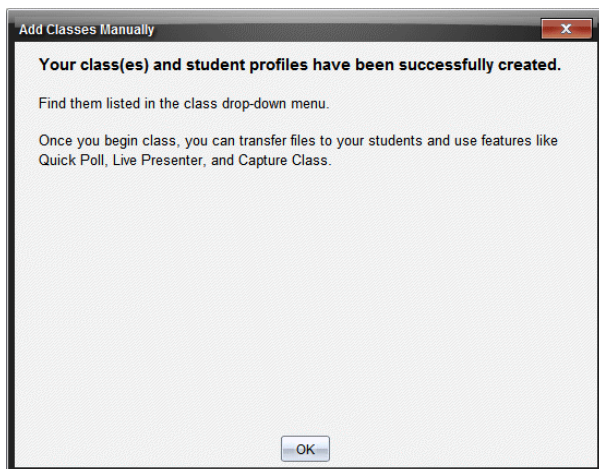 Add Classes Manually
X
Your class(es) and student profiles have been successfully created.
Find them listed in the class drop-down menu.
Once you begin class, you can transfer files to your students and use features like
Quick Poll, Live Presenter, and Capture Class.
OK